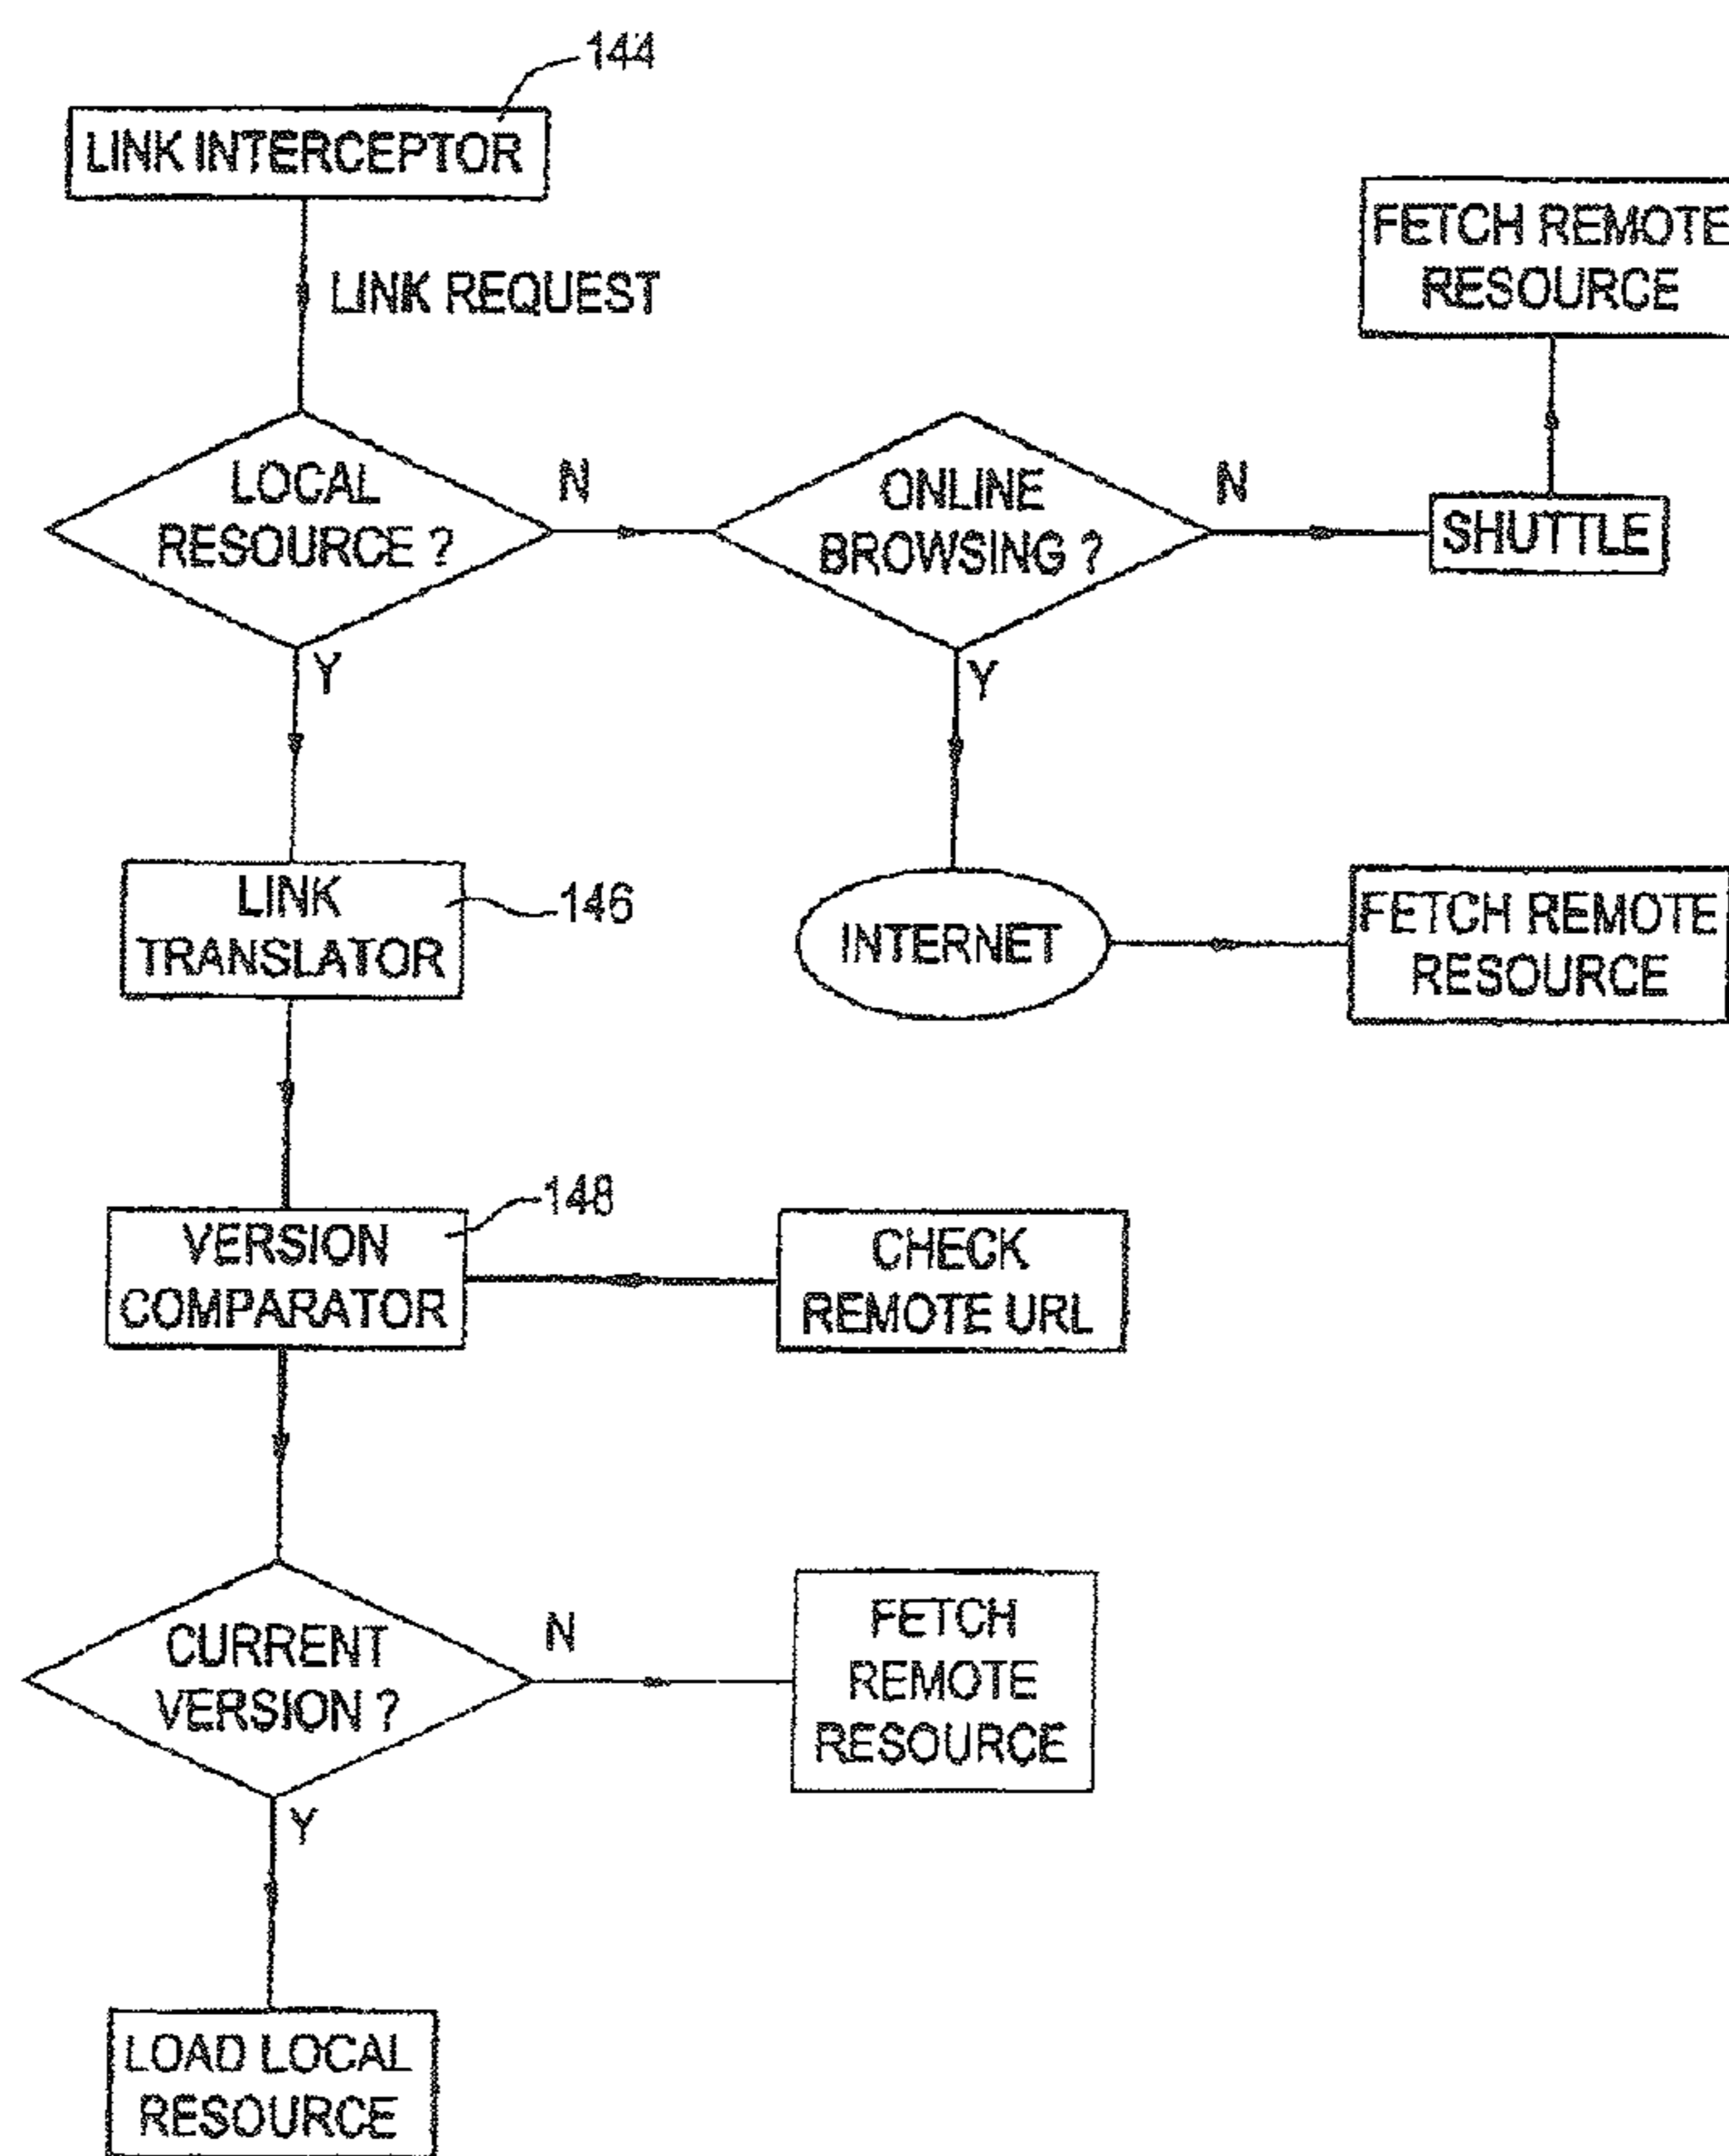 144
LINK INTERCEPTOR
LINK REQUEST
FETCH REMOTE
RESOURCE
LOCAL
RESOURCE ?
N
ONLINE
BROWSING ?
N
SHUTTLE
Y
Y
LINK
TRANSLATOR
146
INTERNET
FETCH REMOTE
RESOURCE
148
VERSION
COMPARATOR
CHECK
REMOTE URL
CURRENT
VERSION ?
N
FETCH
REMOTE
RESOURCE
Y
LOAD LOCAL
RESOURCE